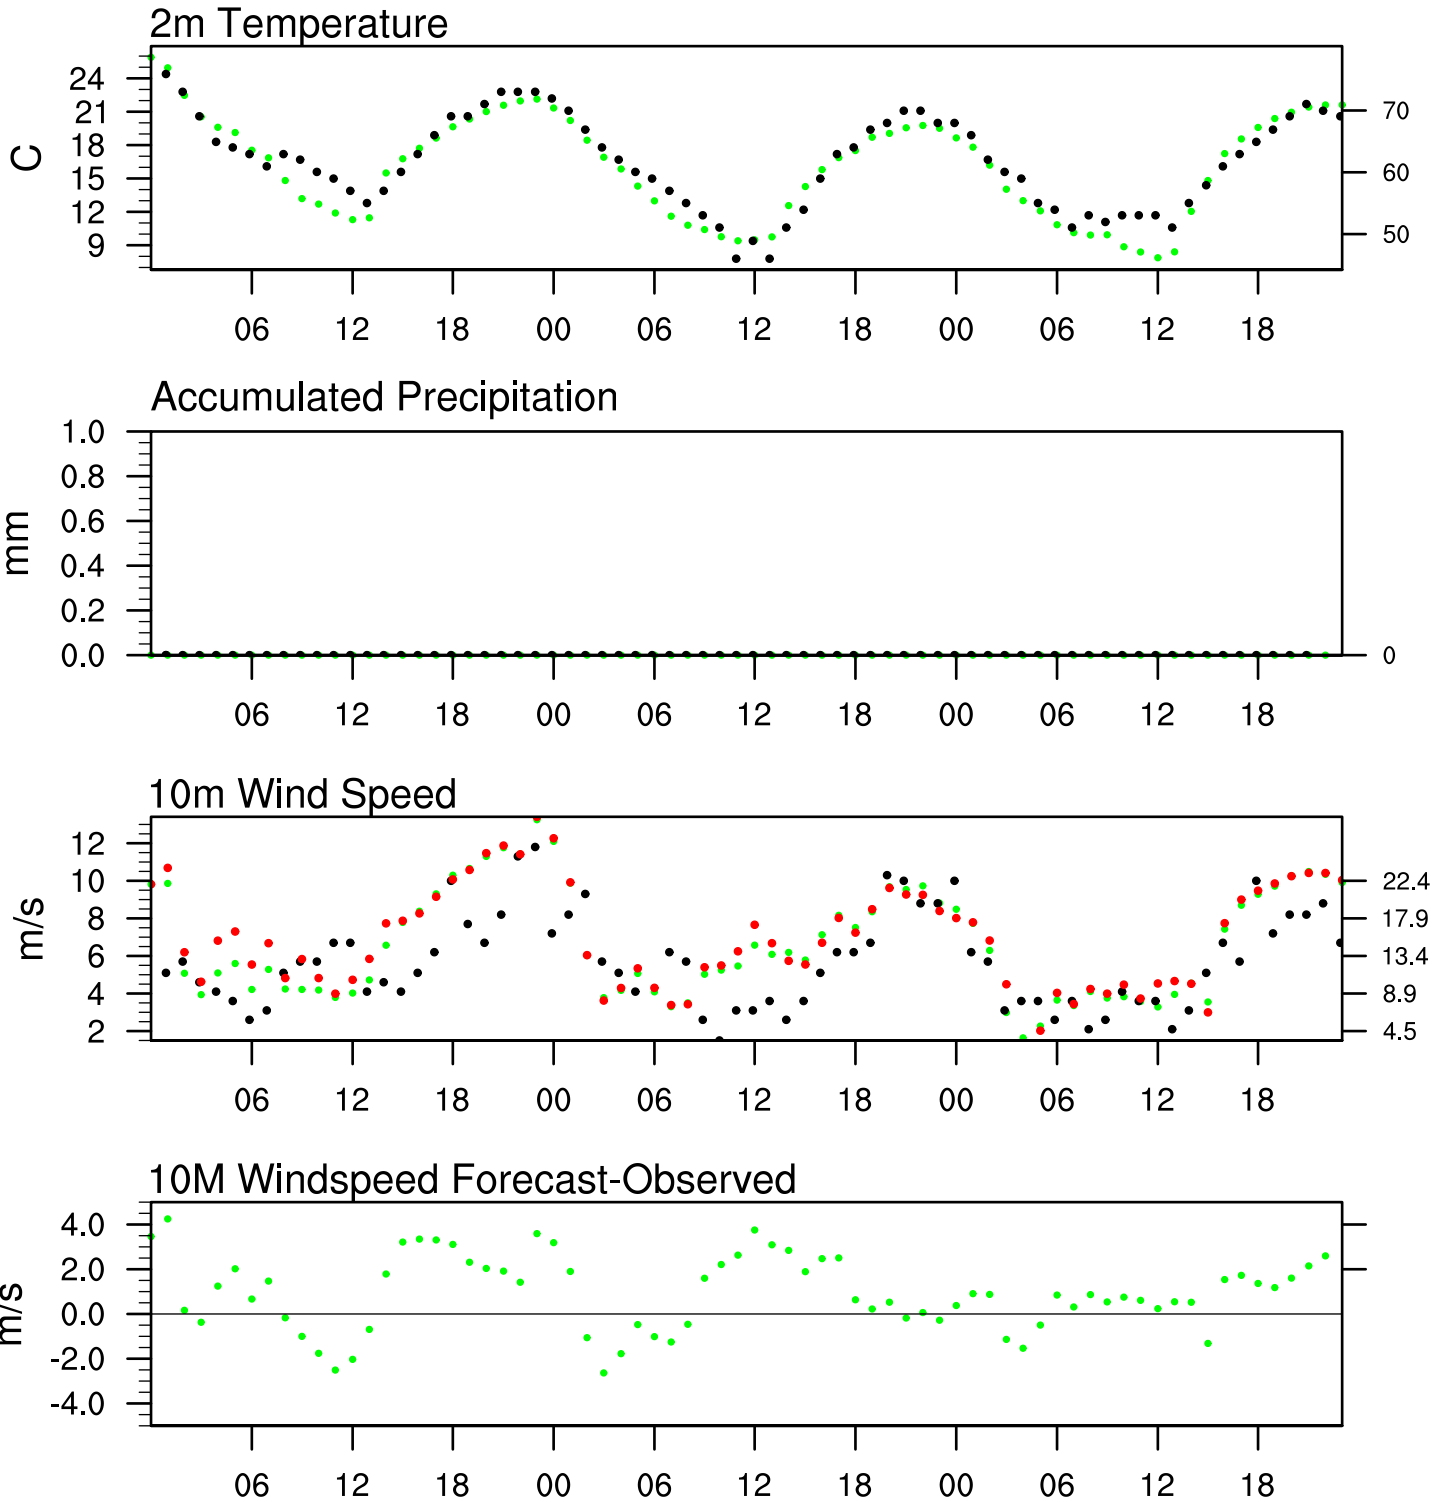 2m Temperature
24
21
18
15
12
9
C
70
60
50
06 12 18 00 06 12 18 00 06 12 18
Accumulated Precipitation
1.0
0.8
0.6
0.4
0.2
0.0
mm
0
06 12 18 00 06 12 18 00 06 12 18
10m Wind Speed
12
10
8
6
4
2
m/s
22.4
17.9
13.4
8.9
4.5
06 12 18 00 06 12 18 00 06 12 18
10M Windspeed Forecast-Observed
4.0
2.0
0.0
-2.0
-4.0
m/s
06 12 18 00 06 12 18 00 06 12 18